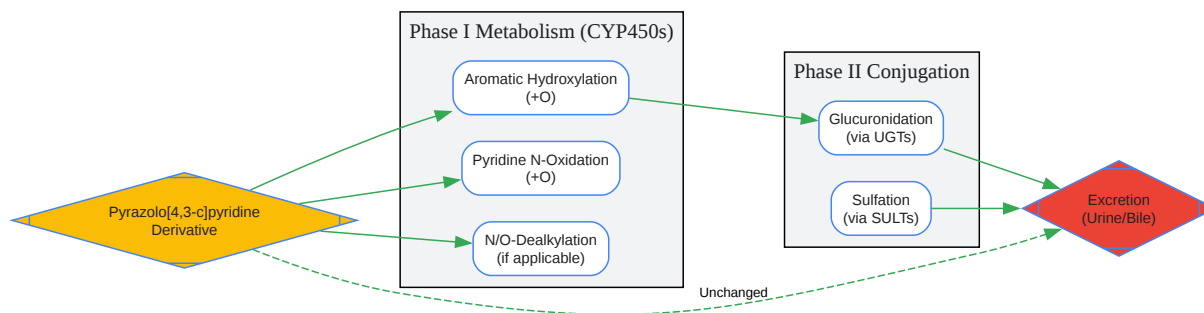 Phase I Metabolism (CYP450s)
Aromatic Hydroxylation
(+O)
Pyridine N-Oxidation
(+O)
N/O-Dealkylation
(if applicable)
Phase II Conjugation
Glucuronidation
(via UGTs)
Sulfation
(via SULTs)
Pyrazolo[4,3-c]pyridine
Derivative
Excretion
(Urine/Bile)
Unchanged